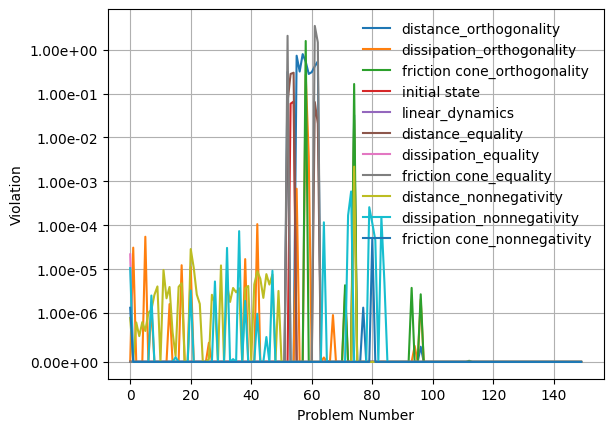 distance_orthogonality
dissipation_orthogonality
friction cone_orthogonality
initial state
linear_dynamics
distance_equality
dissipation_equality
friction cone_equality
distance_nonnegativity
dissipation_nonnegativity
friction cone_nonnegativity
1.00e+00
1.00e-01
1.00e-02
1.00e-03
1.00e-04
1.00e-05
1.00e-06
0.00e+00
Violation
0 20 40 60 80 100 120 140
Problem Number